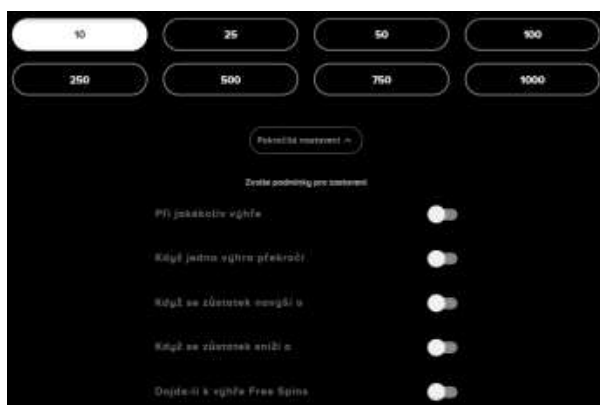 10 25 50 100
250 500 750 1000
Pokročilá nastavení
Zvolte podmínky pro zastavení
Při jakékoliv výhře
Když jedna výhra překročí
Když se zůstatek navýší o
Když se zůstatek sníží o
Dojde-li k výhře Free Spins